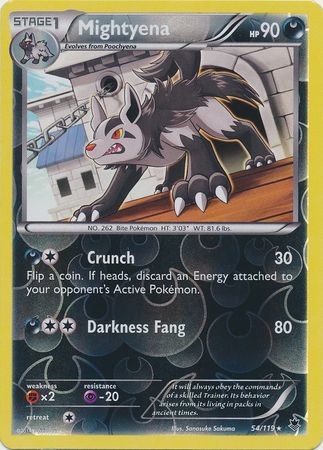 STAGE1 Mightyena HP 90
Evolves from Poochyena
NO. 262 Bite Pokémon HT: 3'03" WT: 81.6 lbs.
Crunch 30
Flip a coin. If heads, discard an Energy attached to
your opponent's Active Pokémon.
Darkness Fang 80
weakness resistance
×2 -20
retreat
It will always obey the commands
of a skilled Trainer. Its behavior
arises from its living in packs in
ancient times.
Illus. Sanosuke Sakuma 54/119